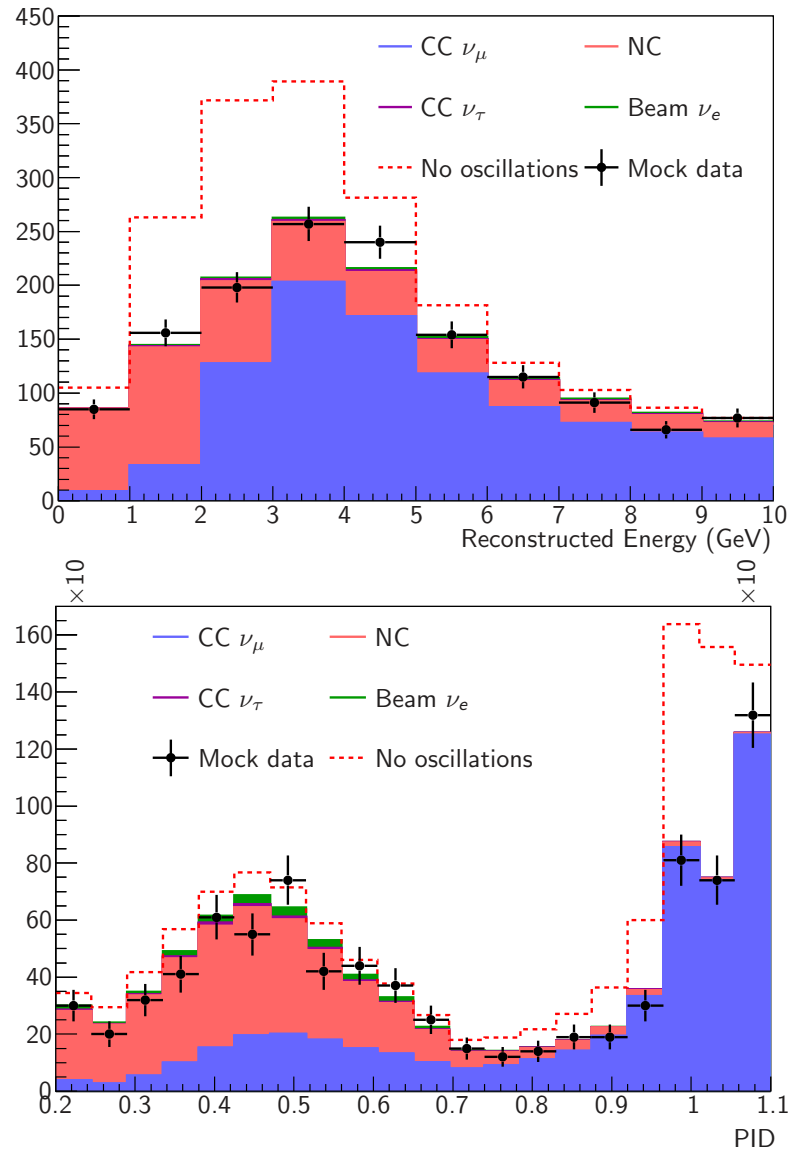 450
400
350
300
250
200
150
100
50
0
CC νμ NC
CC ντ Beam νe
No oscillations Mock data
0 1 2 3 4 5 6 7 8 9 10
Reconstructed Energy (GeV)
×10 ×10
160
140
120
100
80
60
40
20
0
CC νμ NC
CC ντ Beam νe
Mock data No oscillations
0.2 0.3 0.4 0.5 0.6 0.7 0.8 0.9 1 1.1
PID